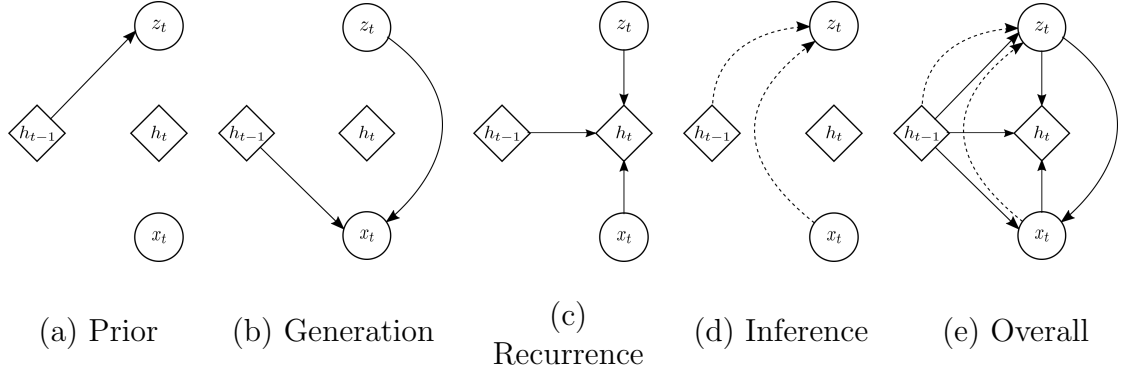 z_t z_t z_t z_t z_t
h_{t-1} h_t h_{t-1} h_t h_{t-1} h_t h_{t-1} h_t h_{t-1} h_t
x_t x_t x_t x_t x_t
(a) Prior
(b) Generation
(c)
Recurrence
(d) Inference
(e) Overall